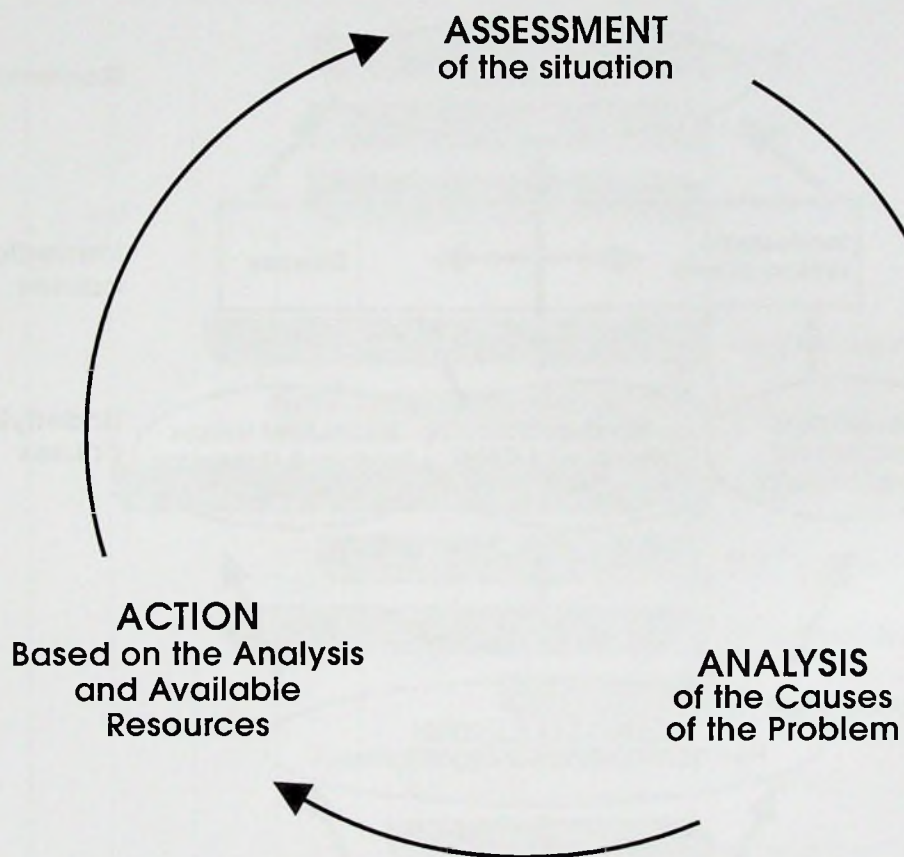 ASSESSMENT
of the situation
ACTION
Based on the Analysis
and Available
Resources
ANALYSIS
of the Causes
of the Problem